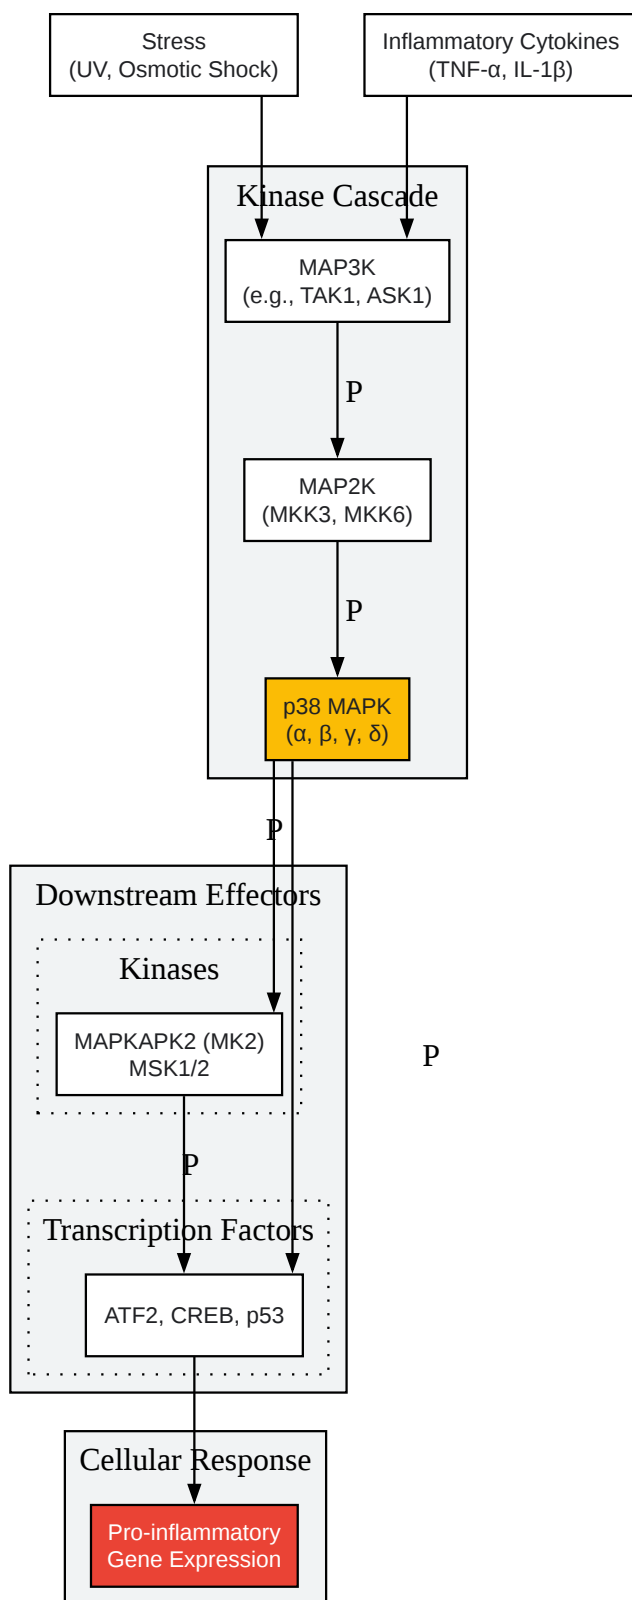 Stress
(UV, Osmotic Shock)
Inflammatory Cytokines
(TNF-α, IL-1β)
Kinase Cascade
MAP3K
(e.g., TAK1, ASK1)
P
MAP2K
(MKK3, MKK6)
P
p38 MAPK
(α, β, γ, δ)
P
Downstream Effectors
Kinases
MAPKAPK2 (MK2)
MSK1/2
P
P
Transcription Factors
ATF2, CREB, p53
Cellular Response
Pro-inflammatory
Gene Expression